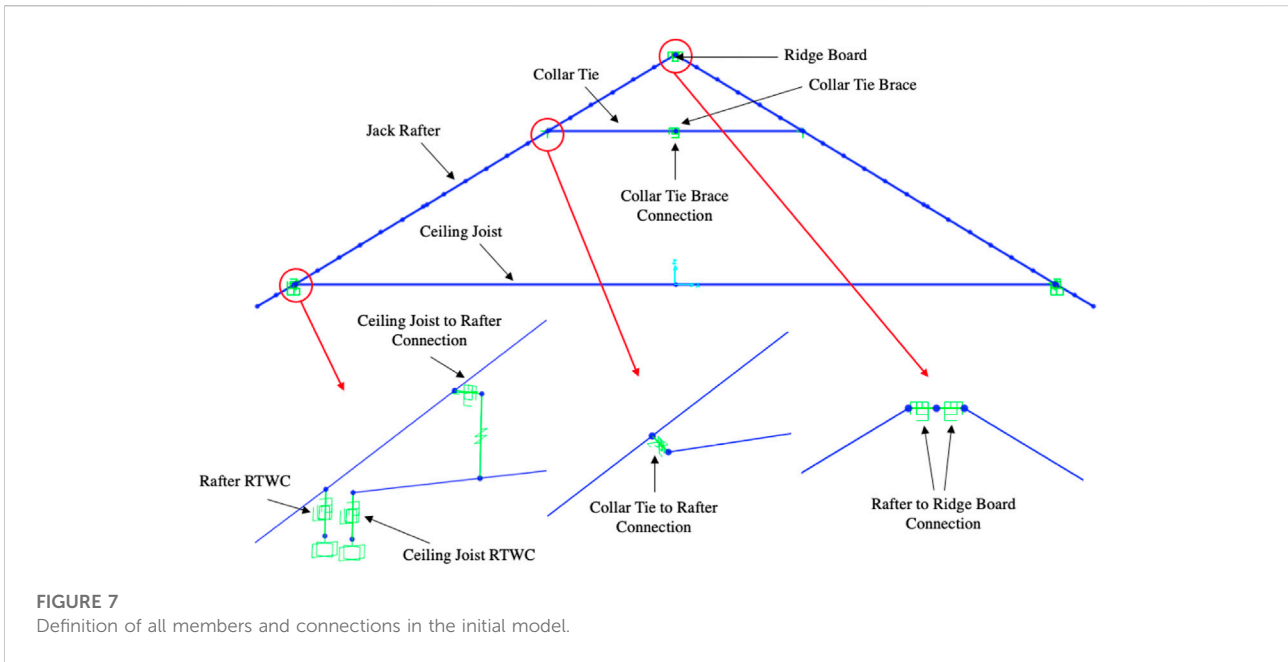 Ridge Board
Collar Tie
Collar Tie Brace
Jack Rafter
Collar Tie Brace
Connection
Ceiling Joist
z
Ceiling Joist to Rafter
Connection
Rafter RTWC
Ceiling Joist RTWC
Collar Tie to Rafter
Connection
Rafter to Ridge Board
Connection
FIGURE 7
Definition of all members and connections in the initial model.